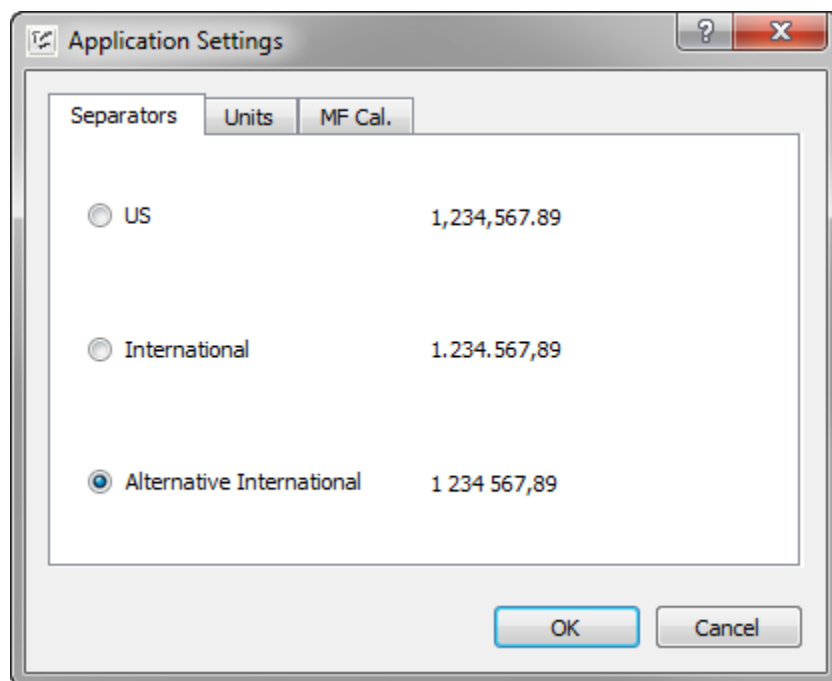 Application Settings
Separators Units MF Cal.
US 1,234,567.89
International 1.234.567,89
Alternative International 1 234 567,89
OK Cancel